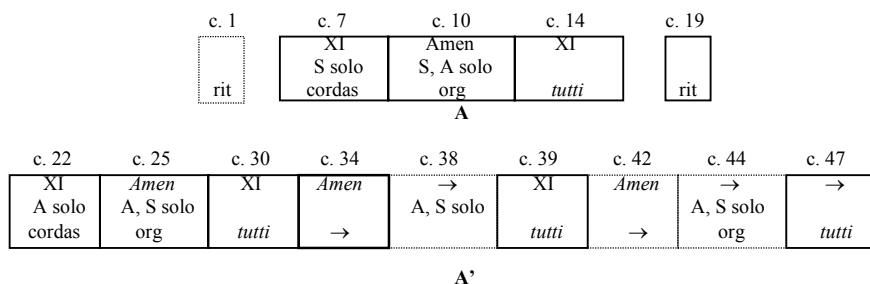 c. 1 c. 7 c. 10 c. 14 c. 19
XI Amen XI
S solo S, A solo
rit cordas org tutti rit
A
c. 22 c. 25 c. 30 c. 34 c. 38 c. 39 c. 42 c. 44 c. 47
XI Amen XI Amen → XI Amen → →
A solo A, S solo A, S solo A, S solo
cordas org tutti → tutti → org tutti
A’